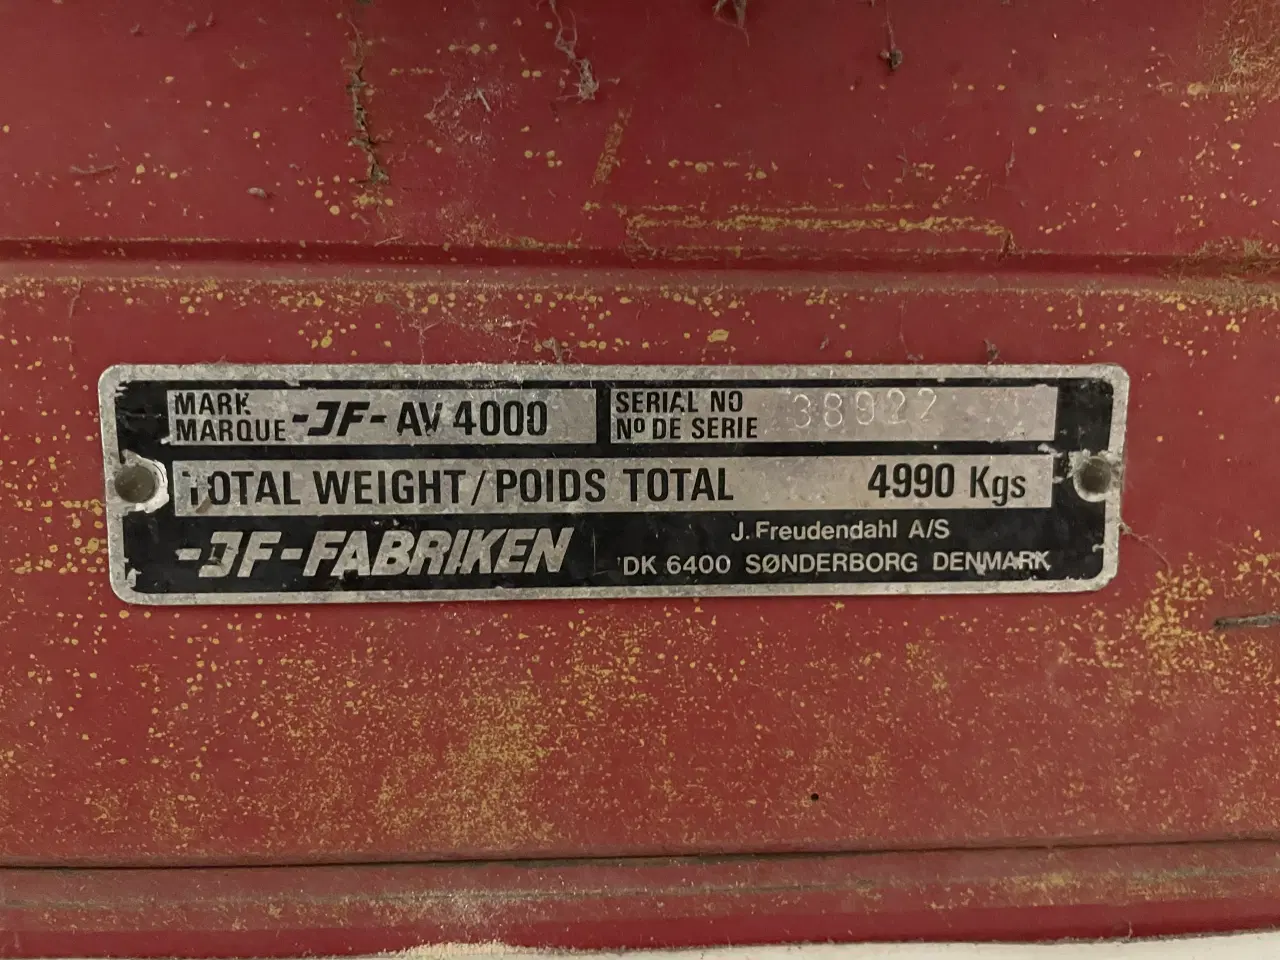 MARK
MARQUE -JF- AV 4000
SERIAL NO
Nº DE SERIE 38927
TOTAL WEIGHT/POIDS TOTAL 4990 Kgs
-JF-FABRIKEN
J. Freudendahl A/S
DK 6400 SØNDERBORG DENMARK